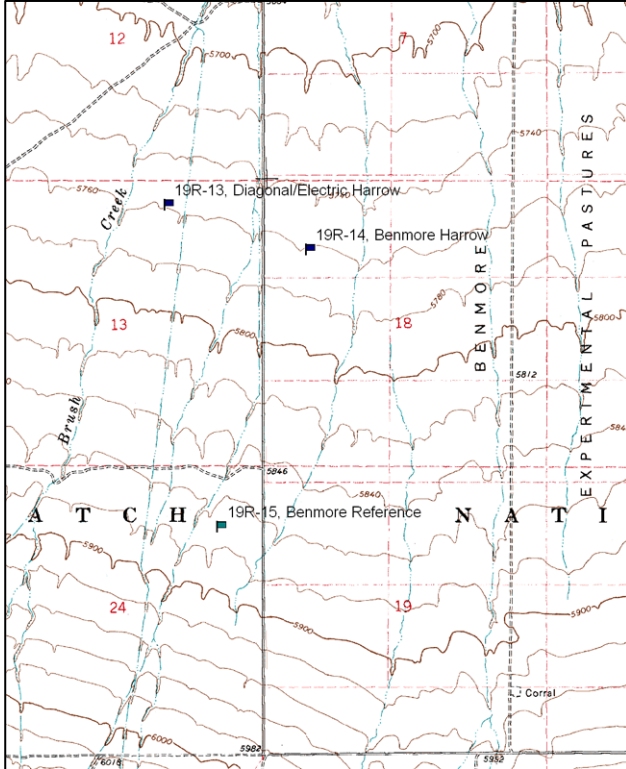 12
7
5700
5700
5740
5760
19R-13, Diagonal/Electric Harrow
Creek
19R-14, Benmore Harrow
BENMORE
EXPERIMENTAL PASTURES
5780
13
5800
18
5800
5812
Brush
5846
5840
19R-15, Benmore Reference
ATCH NATI
5900
24
19
5900
5900
Corral
6000
5982
5952